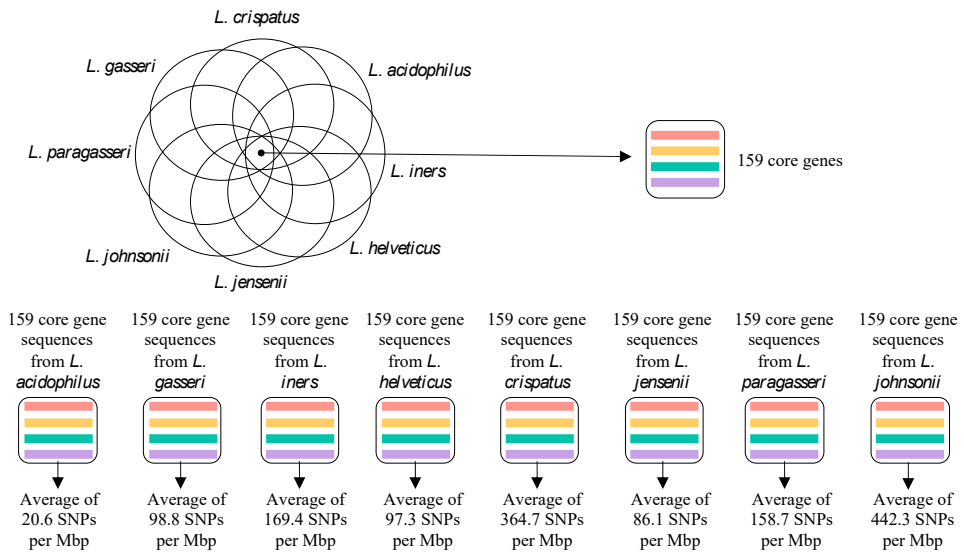 L. crispatus
L. gasseri
L. acidophilus
L. paragasseri
L. iners
159 core genes
L. johnsonii
L. helveticus
L. jensenii
159 core gene
sequences
from L.
acidophilus
159 core gene
sequences
from L.
gasseri
159 core gene
sequences
from L.
iners
159 core gene
sequences
from L.
helveticus
159 core gene
sequences
from L.
crispatus
159 core gene
sequences
from L.
jensenii
159 core gene
sequences
from L.
paragasseri
159 core gene
sequences
from L.
johnsonii
Average of
20.6 SNPs
per Mbp
Average of
98.8 SNPs
per Mbp
Average of
169.4 SNPs
per Mbp
Average of
97.3 SNPs
per Mbp
Average of
364.7 SNPs
per Mbp
Average of
86.1 SNPs
per Mbp
Average of
158.7 SNPs
per Mbp
Average of
442.3 SNPs
per Mbp